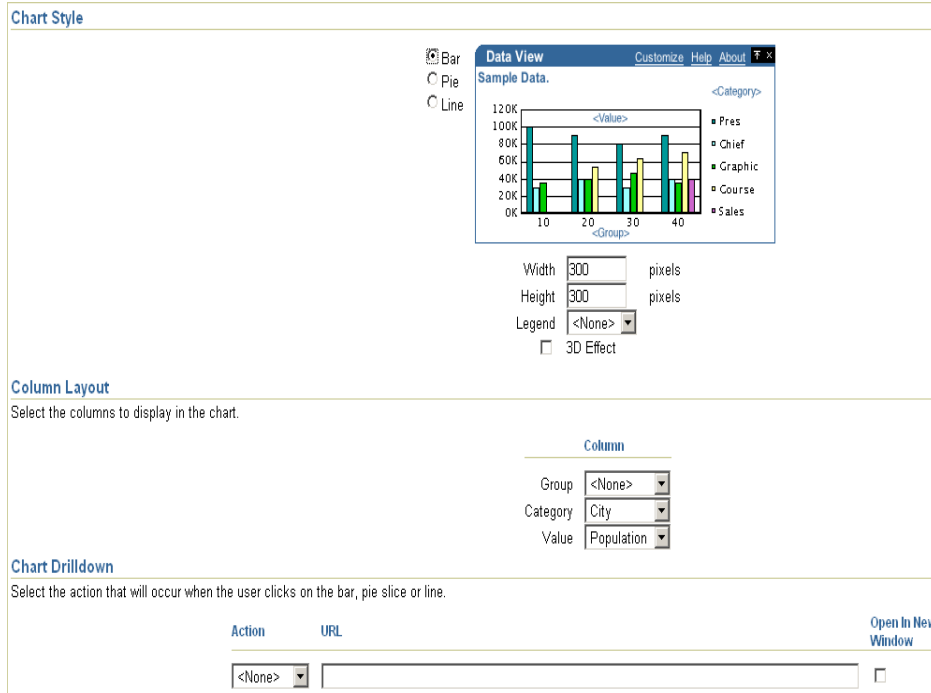 Chart Style
Bar
Pie
Line
Data View Customize Help About
Sample Data.
<Category>
<Value>
120K
100K
80K
60K
40K
20K
0K
10 20 30 40
<Group>
Pres
Chief
Graphic
Course
Sales
Width 300 pixels
Height 300 pixels
Legend <None>
3D Effect
Column Layout
Select the columns to display in the chart.
Column
Group <None>
Category City
Value Population
Chart Drilldown
Select the action that will occur when the user clicks on the bar, pie slice or line.
Action URL Open In New
Window
<None>